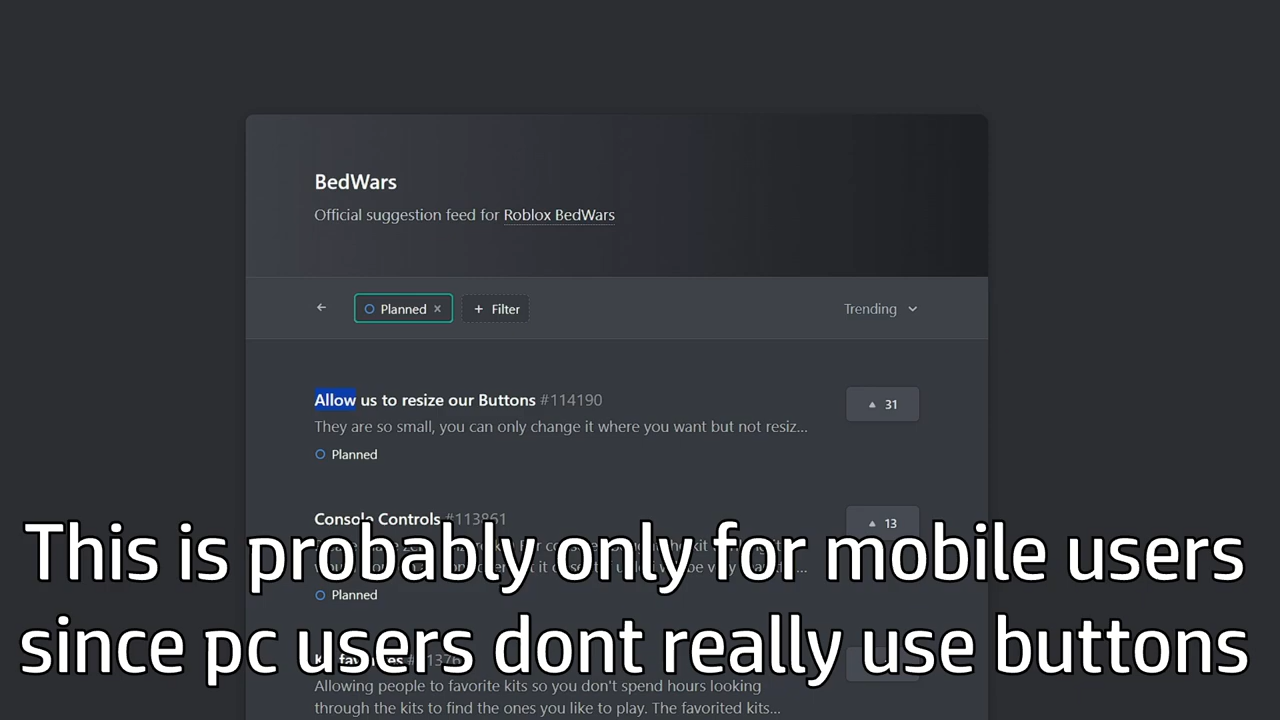 BedWars
Official suggestion feed for Roblox BedWars
Planned ×
+ Filter
Trending
Allow us to resize our Buttons #114190
31
They are so small, you can only change it where you want but not resiz...
Planned
Console Controls #113861
13
Planned
This is probably only for mobile users
since pc users dont really use buttons
Allowing people to favorite kits so you don't spend hours looking
through the kits to find the ones you like to play. The favorited kits...